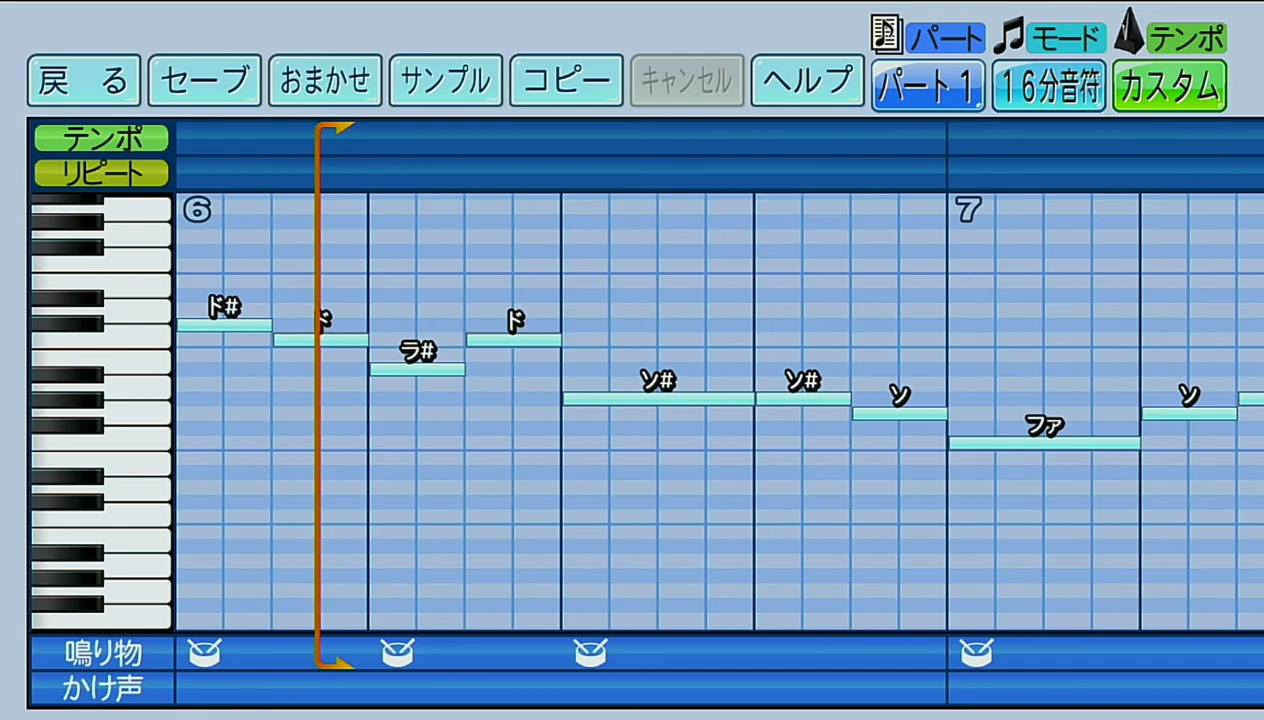 パート モード テンポ
戻る セーブ おまかせ サンプル コピー キャンセル ヘルプ パート1 16分音符 カスタム
テンポ
リピート
6 7
ド# ド ラ# ド ソ# ソ# ソ ファ ソ
鳴り物
かけ声